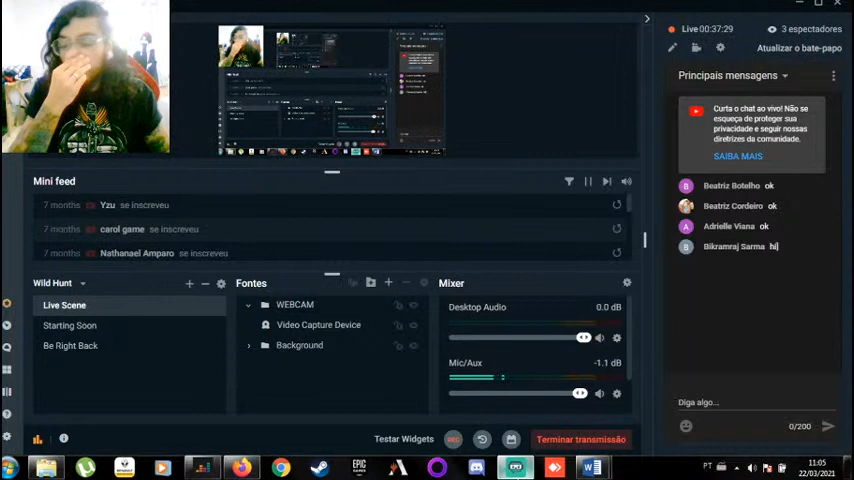 Live 00:37:29
3 espectadores
Atualizar o bate-papo
Principais mensagens
Curta o chat ao vivo! Não se
esqueça de proteger sua
privacidade e seguir nossas
diretrizes da comunidade.
SAIBA MAIS
Beatriz Botelho ok
Beatriz Cordeiro ok
Adrielle Viana ok
Bikramraj Sarma hi
Diga algo...
0/200
Mini feed
7 months Yzu se inscreveu
7 months carol game se inscreveu
7 months Nathanael Amparo se inscreveu
Wild Hunt
Live Scene
Starting Soon
Be Right Back
Fontes
WEBCAM
Video Capture Device
Background
Mixer
Desktop Audio 0.0 dB
Mic/Aux -1.1 dB
Testar Widgets
REC
Terminar transmissão
EPIC
GAMES
PT
11:05
22/03/2021